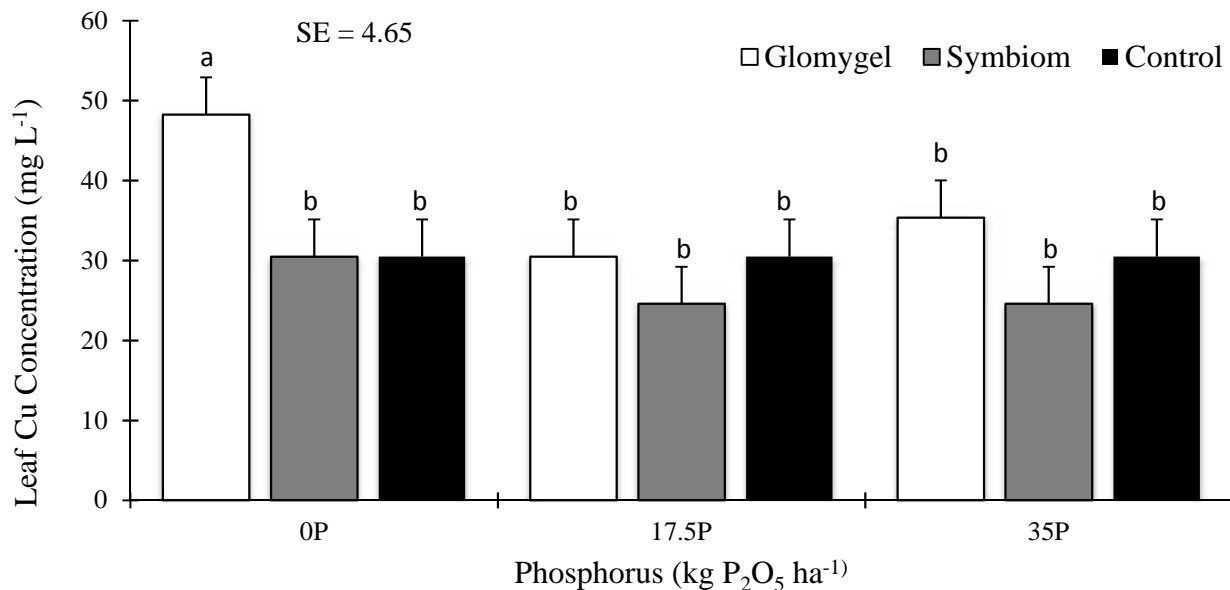 60
SE = 4.65
Glomygel Symbiom Control
a
50
b
40
b b b b
30
b b
20
10
0
0P 17.5P 35P
Leaf Cu Concentration (mg L⁻¹)
Phosphorus (kg P₂O₅ ha⁻¹⁾